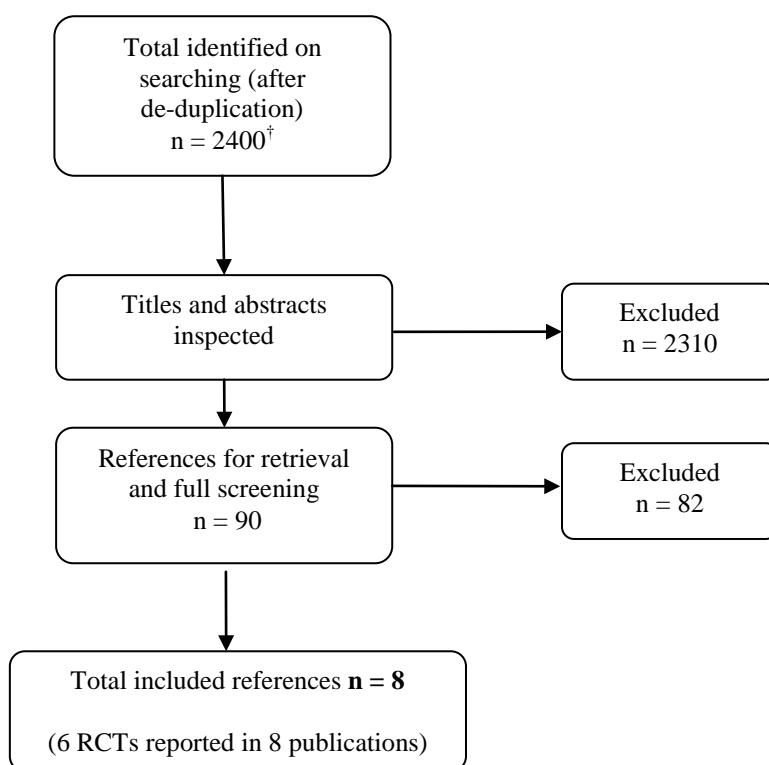 Total identified on
searching (after
de-duplication)
n = 2400†
Titles and abstracts
inspected
Excluded
n = 2310
References for retrieval
and full screening
n = 90
Excluded
n = 82
Total included references n = 8
(6 RCTs reported in 8 publications)